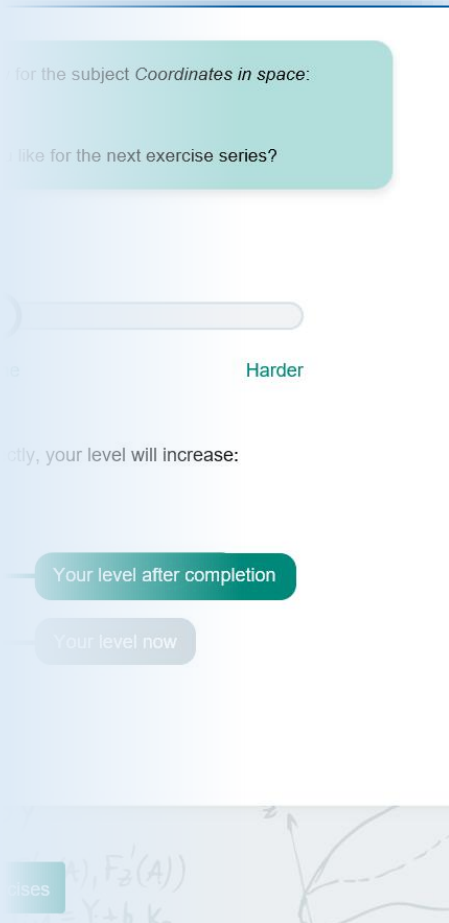 for the subject Coordinates in space:
like for the next exercise series?
Harder
ctly, your level will increase:
Your level after completion
Your level now
cises